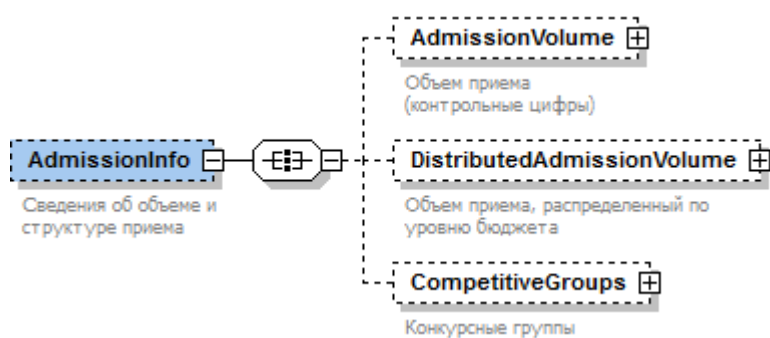 AdmissionVolume
Объем приема
(контрольные цифры)
AdmissionInfo
Сведения об объеме и
структуре приема
DistributedAdmissionVolume
Объем приема, распределенный по
уровню бюджета
CompetitiveGroups
Конкурсные группы